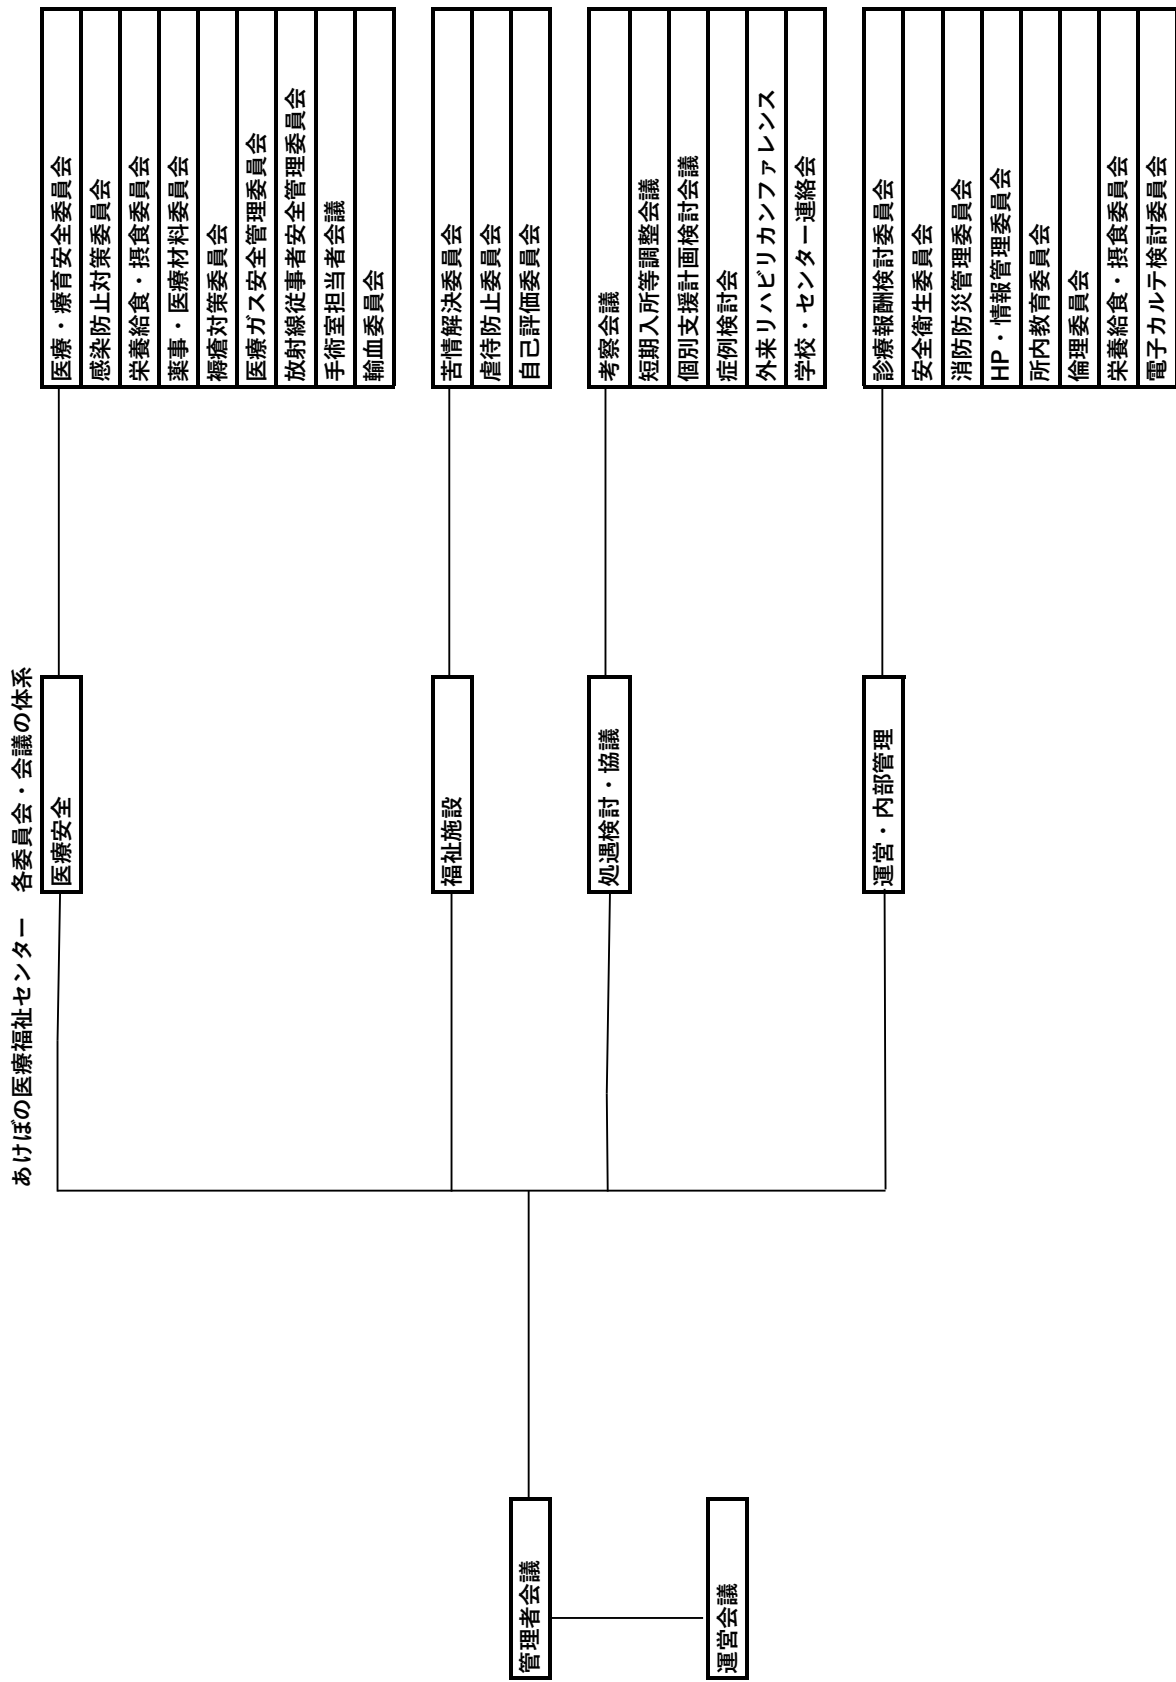 あけぼの医療福祉センター　各委員会・会議の体系
管理者会議
運営会議
医療安全
医療・療育安全委員会
感染防止対策委員会
栄養給食・摂食委員会
薬事・医療材料委員会
褥瘡対策委員会
医療ガス安全管理委員会
放射線従事者安全管理委員会
手術室担当者会議
輸血委員会
福祉施設
苦情解決委員会
虐待防止委員会
自己評価委員会
処遇検討・協議
考察会議
短期入所等調整会議
個別支援計画検討会議
症例検討会
外来リハビリカンファレンス
学校・センター連絡会
運営・内部管理
診療報酬検討委員会
安全衛生委員会
消防防災管理委員会
HP・情報管理委員会
所内教育委員会
倫理委員会
栄養給食・摂食委員会
電子カルテ検討委員会